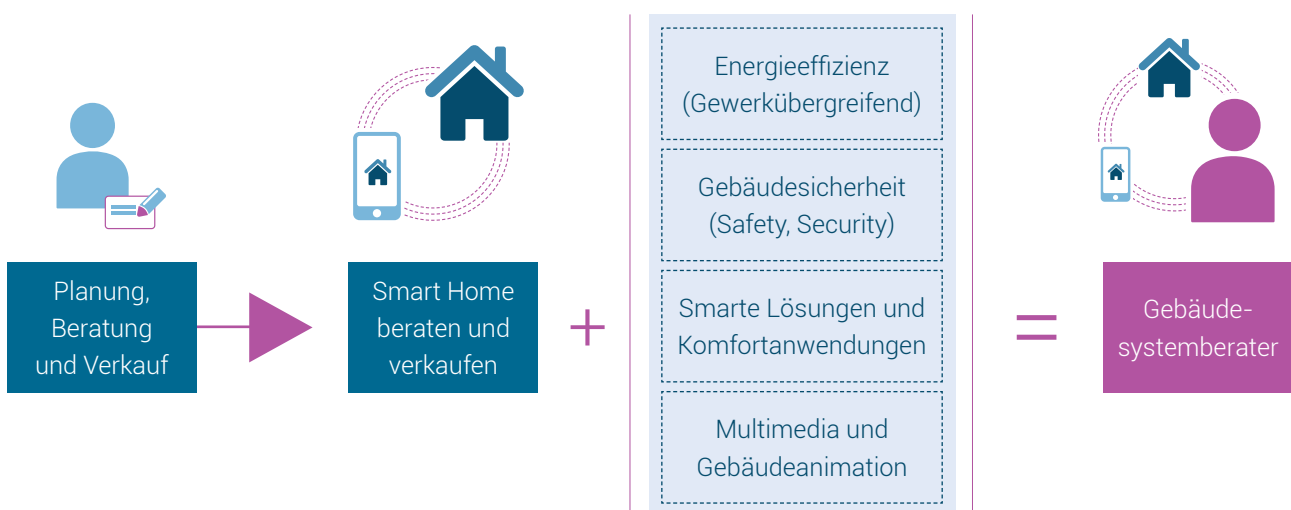 Planung,
Beratung
und Verkauf
Smart Home
beraten und
verkaufen
+
Energieeffizienz
(Gewerkübergreifend)
Gebäudesicherheit
(Safety, Security)
Smarte Lösungen und
Komfortanwendungen
Multimedia und
Gebäudeanimation
=
Gebäude-
systemberater